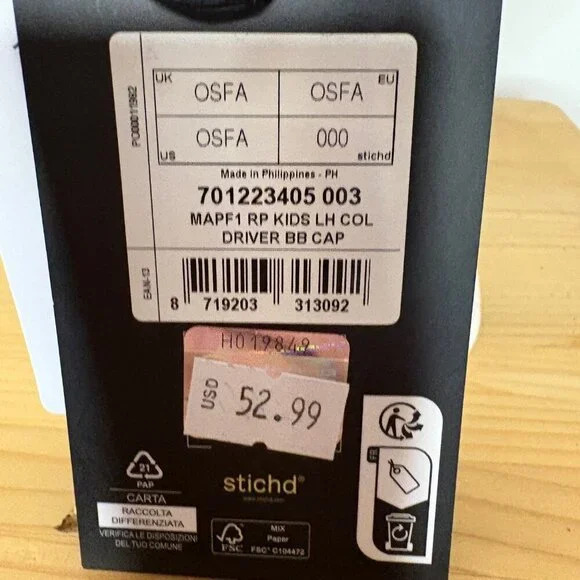 PO00011982
UK OSFA OSFA EU
US OSFA 000 stichd
Made in Philippines - PH
701223405 003
MAPF1 RP KIDS LH COL
DRIVER BB CAP
EAN-13
8 719203 313092
H019849
USD 52.99
21
PAP
CARTA
RACCOLTA
DIFFERENZIATA
VERIFICA LE DISPOSIZIONI
DEL TUO COMUNE
stichd®
FSC
MIX
Paper
FSC® C104472
FR